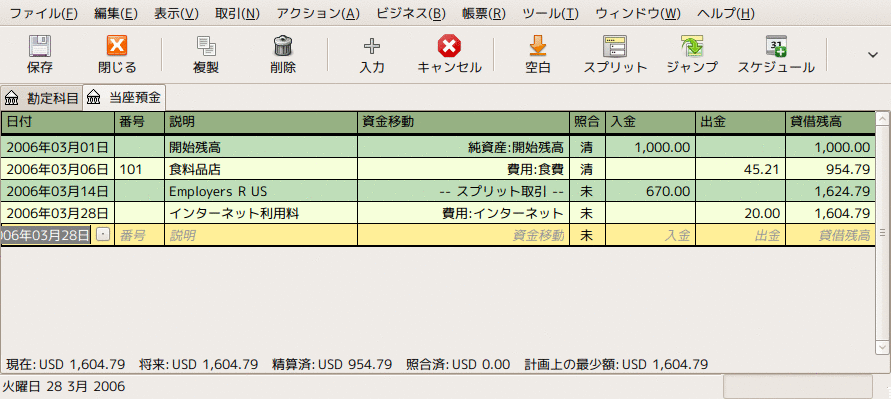 ファイル(F) 編集(E) 表示(V) 取引(N) アクション(A) ビジネス(B) 帳票(R) ツール(T) ウィンドウ(W) ヘルプ(H)
保存 閉じる 複製 削除 入力 キャンセル 空白 スプリット ジャンプ スケジュール
勘定科目 当座預金
日付 番号 説明 資金移動 照合 入金 出金 貸借残高
2006年03月01日 開始残高 純資産:開始残高 清 1,000.00 1,000.00
2006年03月06日 101 食料品店 費用:食費 清 45.21 954.79
2006年03月14日 Employers R US -- スプリット取引 -- 未 670.00 1,624.79
2006年03月28日 インターネット利用料 費用:インターネット 未 20.00 1,604.79
006年03月28日 番号 説明 資金移動 未 入金 出金 貸借残高
現在: USD 1,604.79 将来: USD 1,604.79 精算済: USD 954.79 照合済: USD 0.00 計画上の最少額: USD 1,604.79
火曜日 28 3月 2006